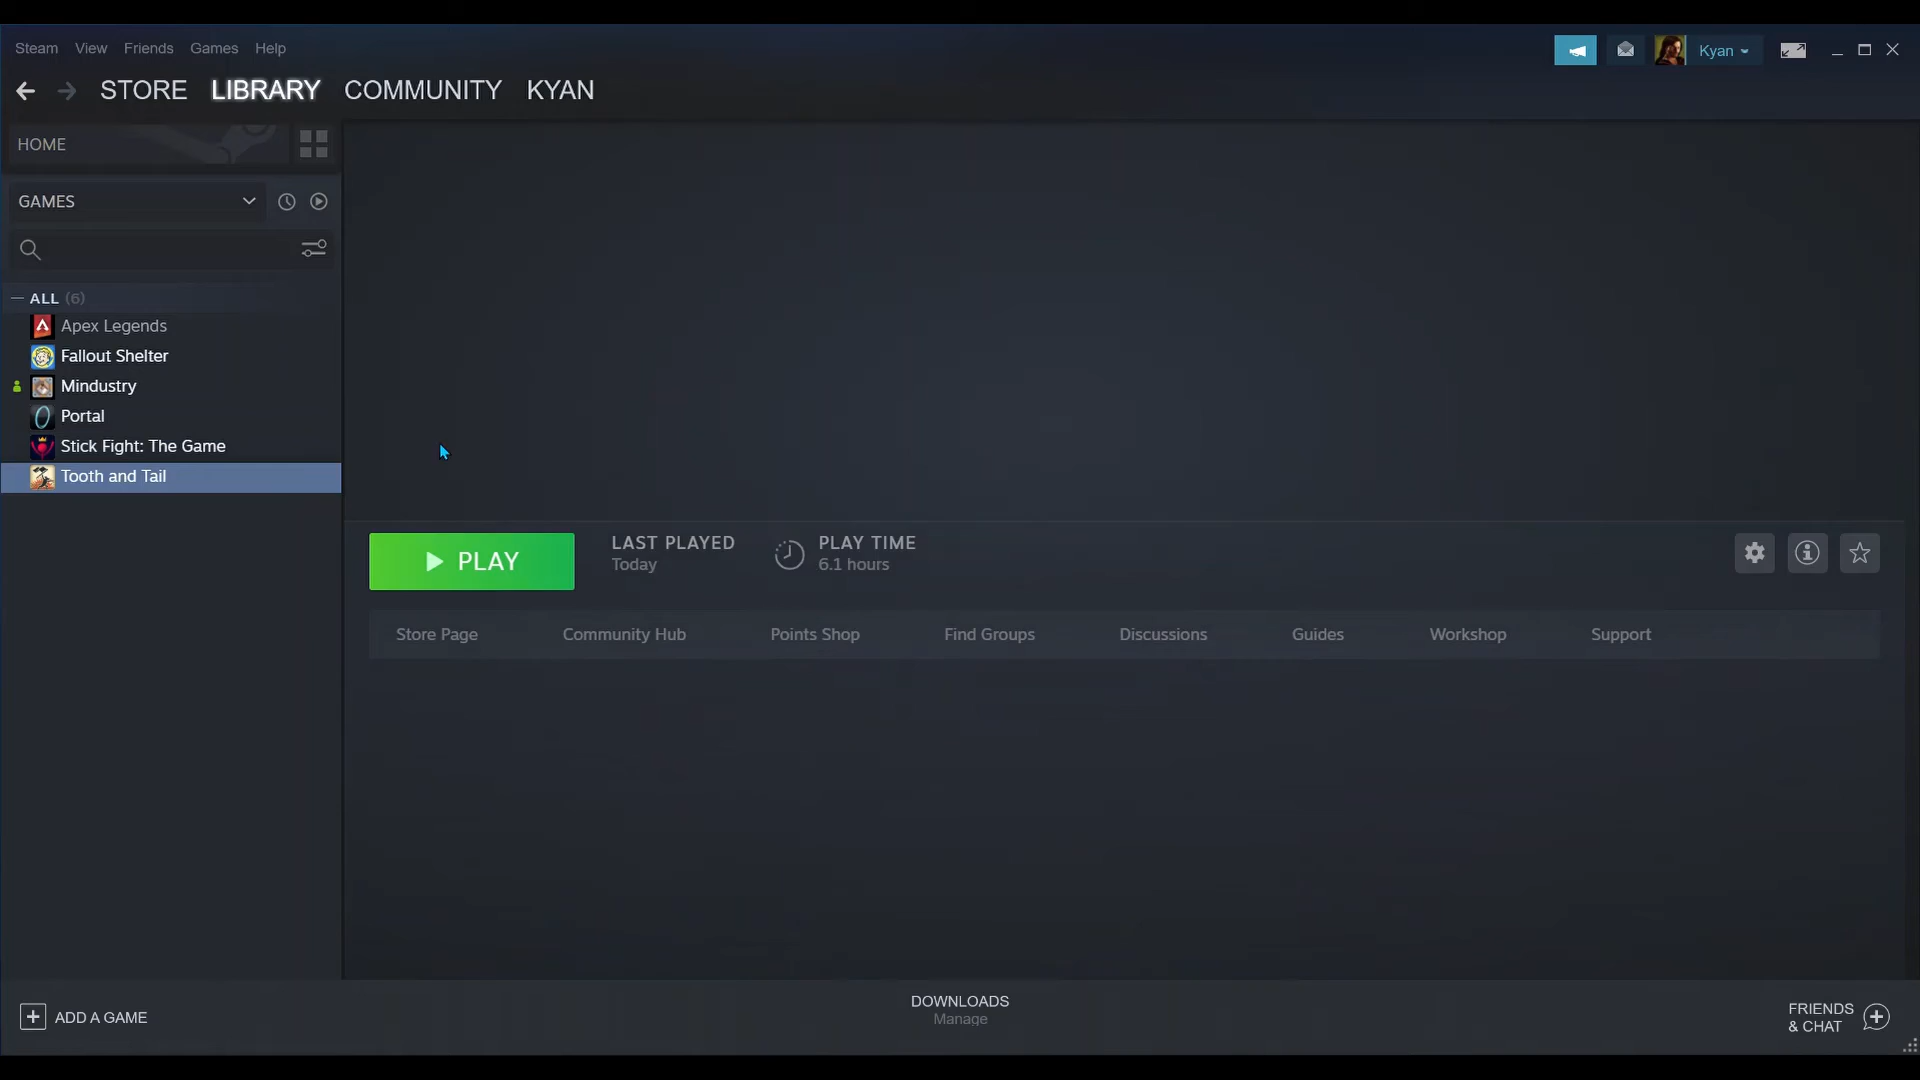 Steam View Friends Games Help
Kyan
STORE LIBRARY COMMUNITY KYAN
HOME
GAMES
ALL (6)
Apex Legends
Fallout Shelter
Mindustry
Portal
Stick Fight: The Game
Tooth and Tail
PLAY
LAST PLAYED
Today
PLAY TIME
6.1 hours
Store Page Community Hub Points Shop Find Groups Discussions Guides Workshop Support
ADD A GAME
DOWNLOADS
Manage
FRIENDS
& CHAT